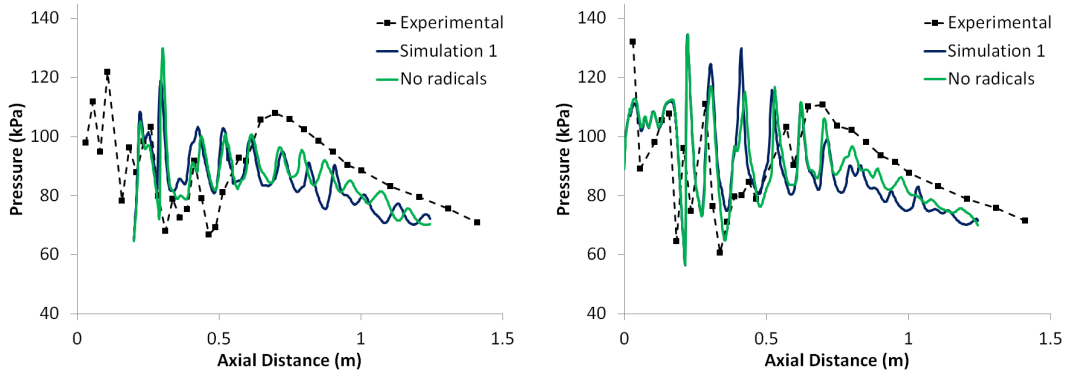 140
120
100
80
60
40
Pressure (kPa)
0
0.5
1
1.5
Axial Distance (m)
Experimental
Simulation 1
No radicals
140
120
100
80
60
40
Pressure (kPa)
0
0.5
1
1.5
Axial Distance (m)
Experimental
Simulation 1
No radicals